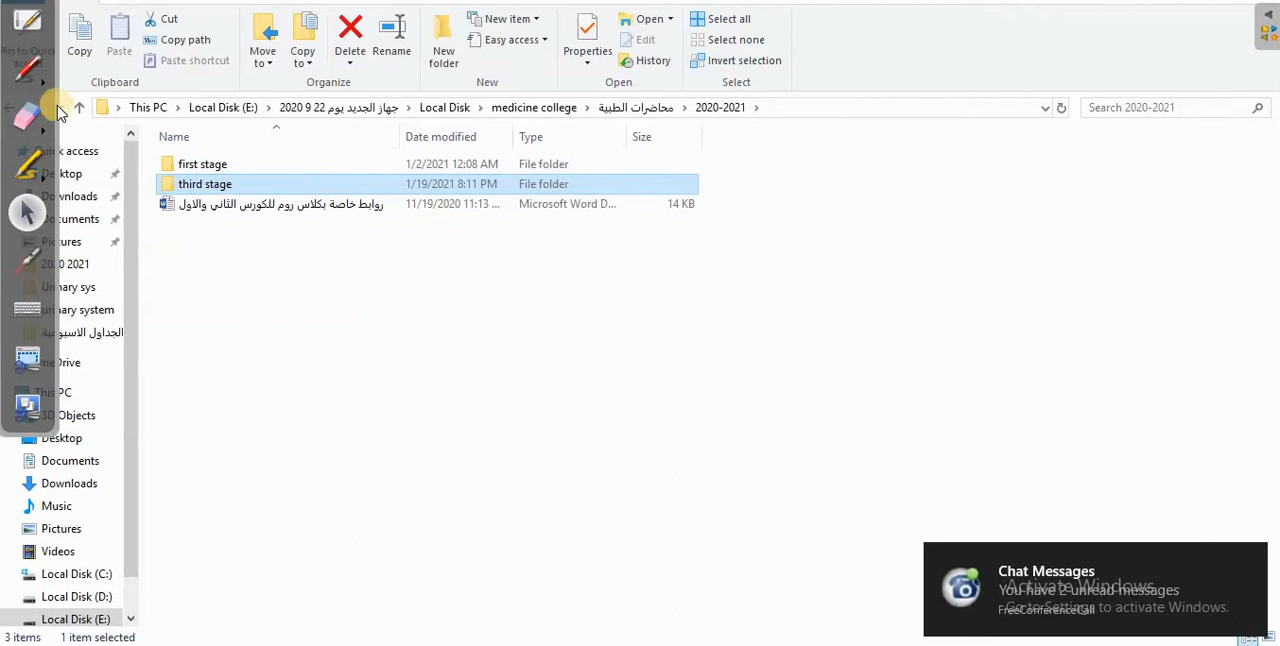 Cut
Copy path
Paste shortcut
Copy
Paste
Clipboard
Move to
Copy to
Delete
Rename
Organize
New folder
New item
Easy access
New
Properties
Open
Edit
History
Open
Select all
Select none
Invert selection
Select
This PC > Local Disk (E:) > جهاز الجديد يوم 22 9 2020 > Local Disk > medicine college > محاضرات الطبية > 2020-2021 >
Search 2020-2021
Name Date modified Type Size
first stage 1/2/2021 12:08 AM File folder
third stage 1/19/2021 8:11 PM File folder
روابط خاصة بكلاس روم للكورس الثاني والاول 11/19/2020 11:13 ... Microsoft Word D... 14 KB
Quick access
Desktop
Downloads
Documents
Pictures
2020 2021
Urinary sys
urinary system
الجداول الاسبوعية
OneDrive
This PC
3D Objects
Desktop
Documents
Downloads
Music
Pictures
Videos
Local Disk (C:)
Local Disk (D:)
Local Disk (E:)
3 items 1 item selected
Chat Messages
You have 2 unread messages
FreeConferenceCall
Activate Windows
Go to Settings to activate Windows.